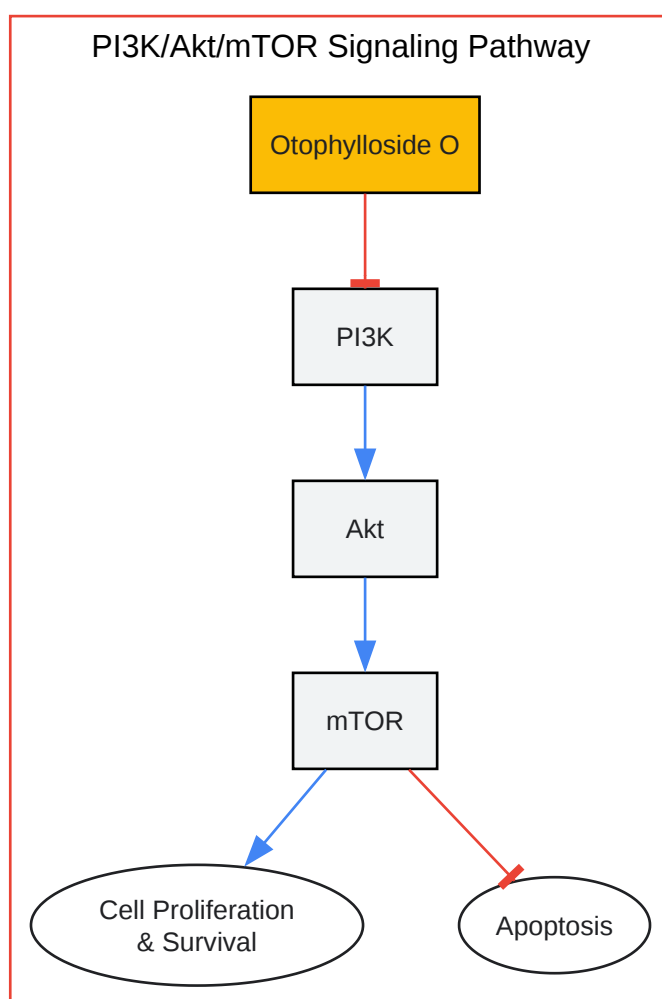 PI3K/Akt/mTOR Signaling Pathway
Otophylloside O
PI3K
Akt
mTOR
Cell Proliferation
& Survival
Apoptosis